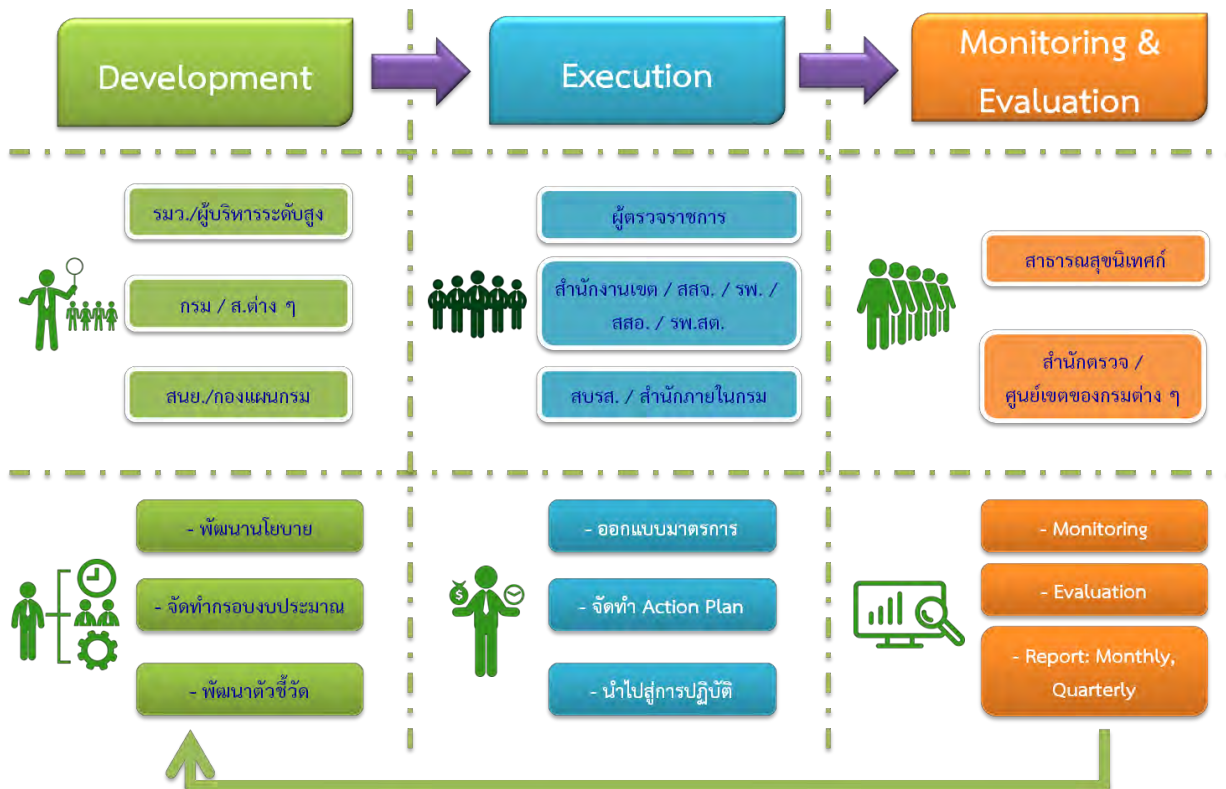 Development
Execution
Monitoring &
Evaluation
รมว./ผู้บริหารระดับสูง
กรม / ส.ต่าง ๆ
สนย./กองแผนกรม
ผู้ตรวจราชการ
สำนักงานเขต / สสจ. / รพ. /
สสอ. / รพ.สต.
สบรส. / สำนักภายในกรม
สาธารณสุขนิเทศก์
สำนักตรวจ /
ศูนย์เขตของกรมต่าง ๆ
- พัฒนานโยบาย
- จัดทำกรอบงบประมาณ
- พัฒนาตัวชี้วัด
$
- ออกแบบมาตรการ
- จัดทำ Action Plan
- นำไปสู่การปฏิบัติ
- Monitoring
- Evaluation
- Report: Monthly,
Quarterly